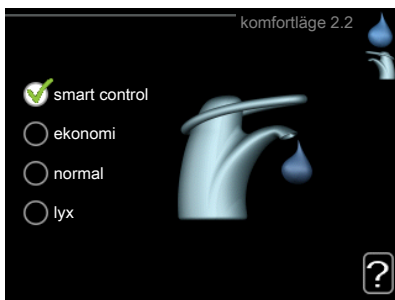 komfortläge 2.2
smart control
ekonomi
normal
lyx
?